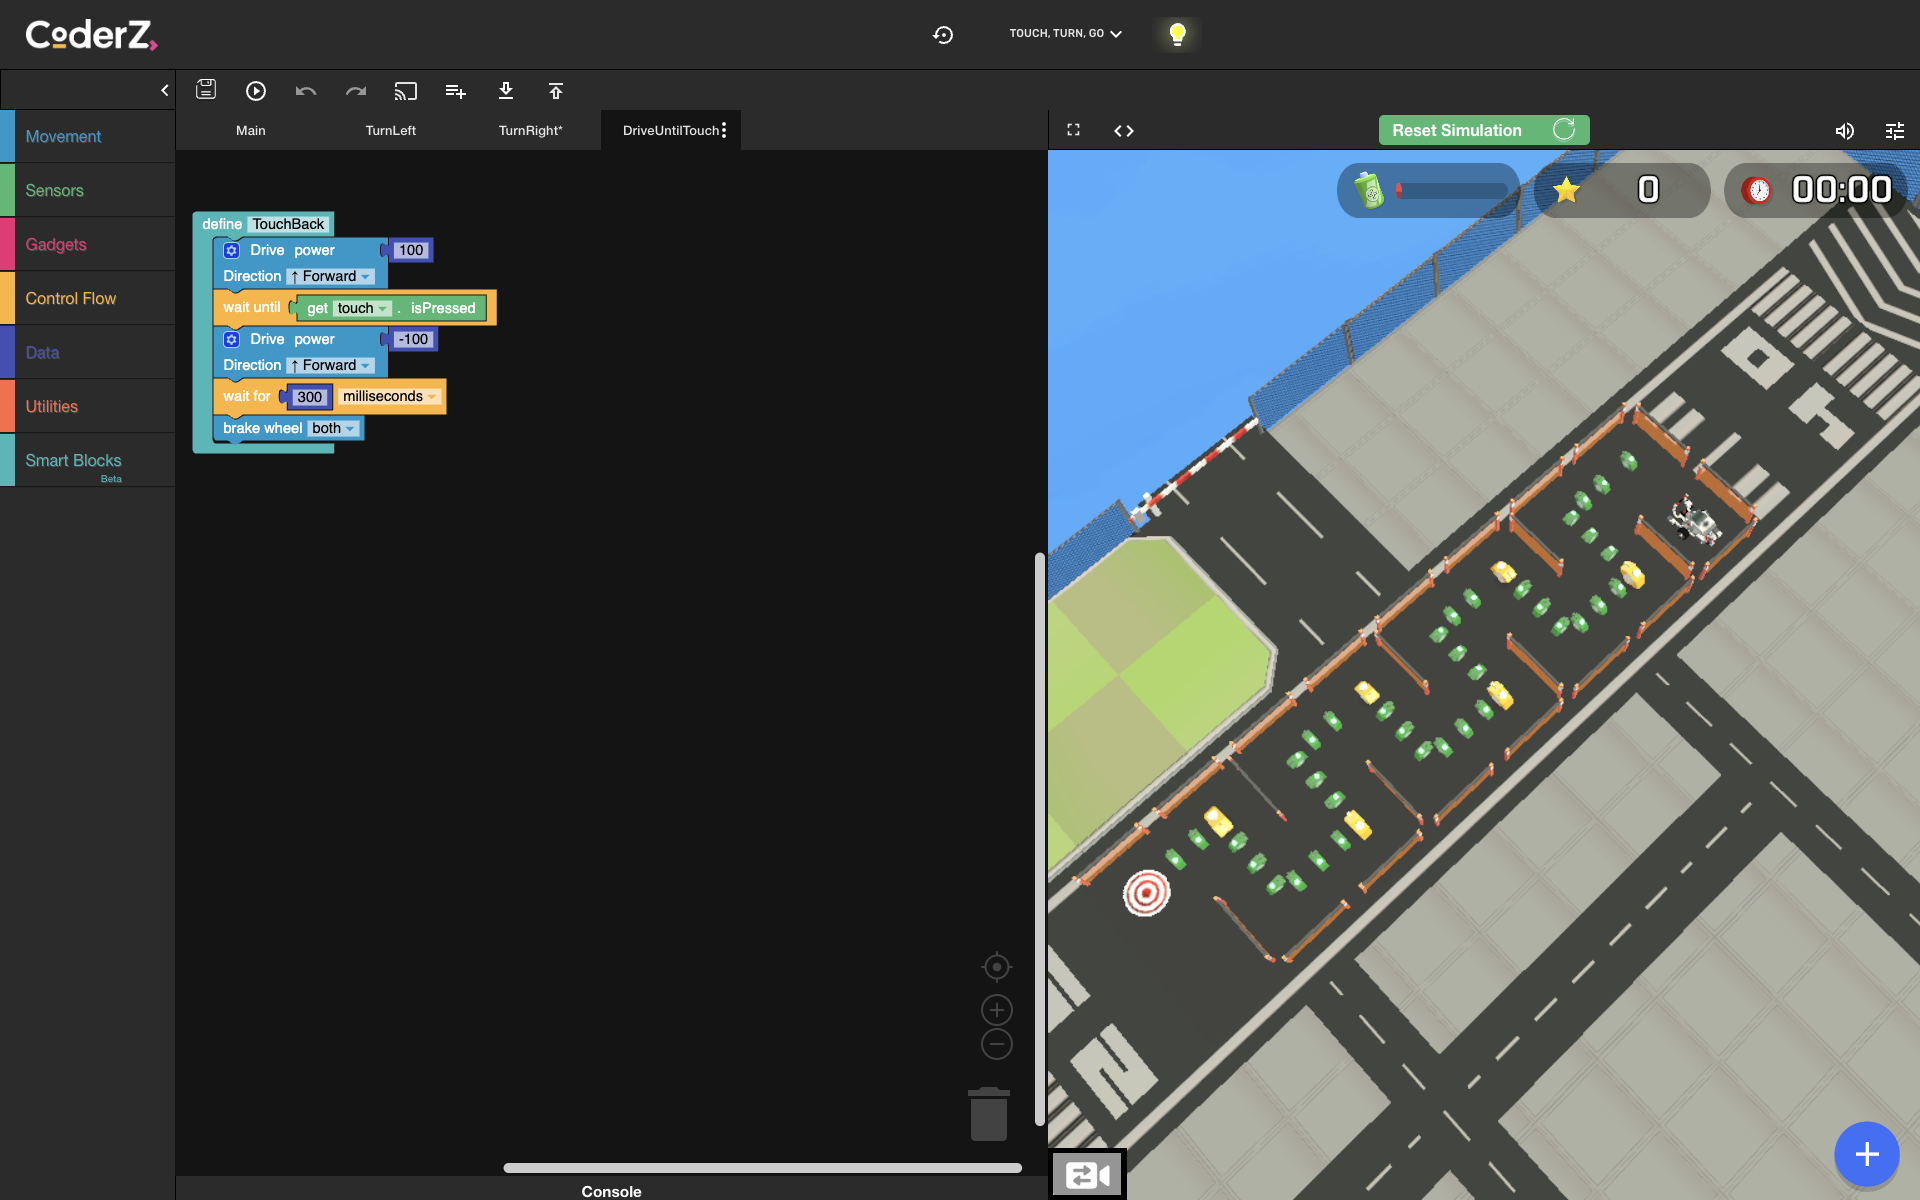 CoderZ
TOUCH, TURN, GO
Main
TurnLeft
TurnRight*
DriveUntilTouch
Reset Simulation
Movement
Sensors
Gadgets
Control Flow
Data
Utilities
Smart Blocks
Beta
define TouchBack
Drive power 100
Direction ↑ Forward
wait until get touch . isPressed
Drive power -100
Direction ↑ Forward
wait for 300 milliseconds
brake wheel both
0
00:00
Console